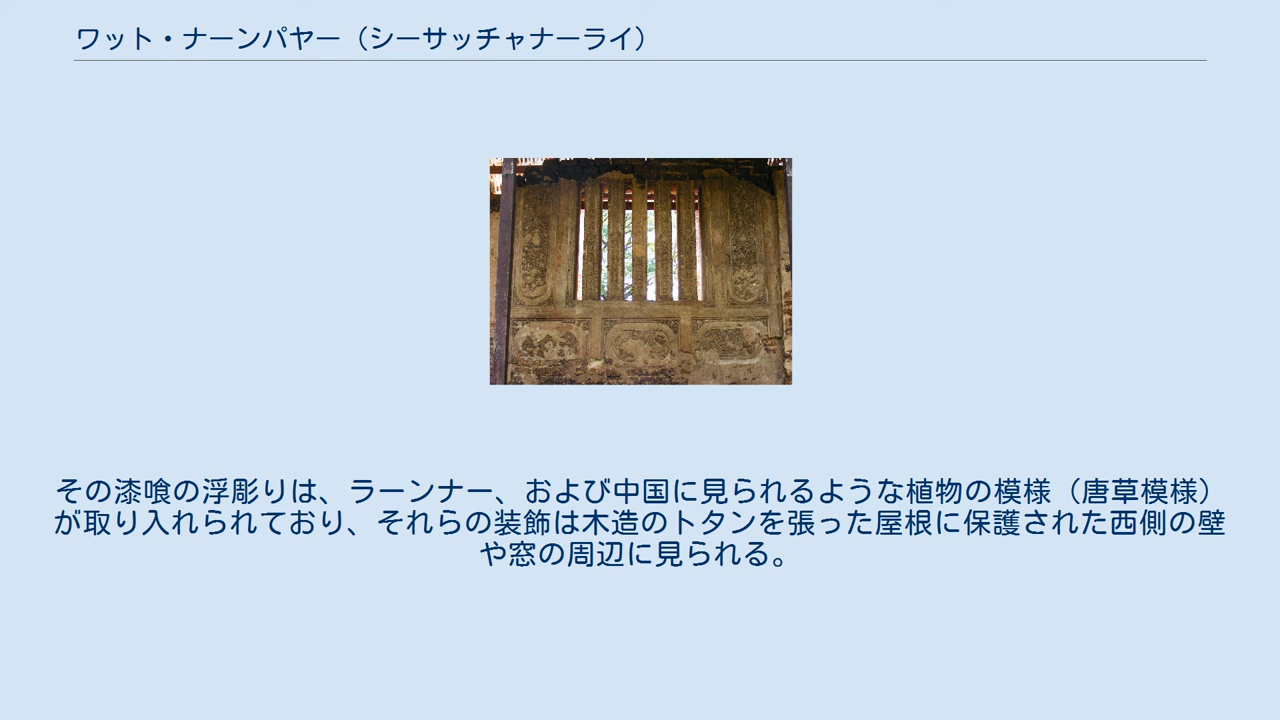 ワット・ナーンパヤー（シーサッチャナーライ）
その漆喰の浮彫りは、ラーンナー、および中国に見られるような植物の模様（唐草模様）
が取り入れられており、それらの装飾は木造のトタンを張った屋根に保護された西側の壁
や窓の周辺に見られる。